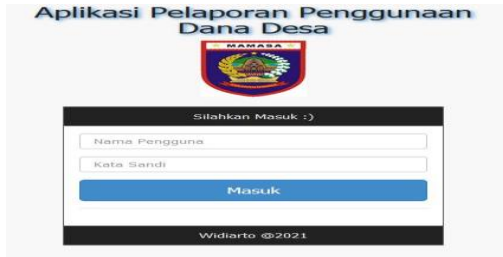 Aplikasi Pelaporan Penggunaan
Dana Desa
MAMASA
Silahkan Masuk :)
Nama Pengguna
Kata Sandi
Masuk
Widiarto @2021